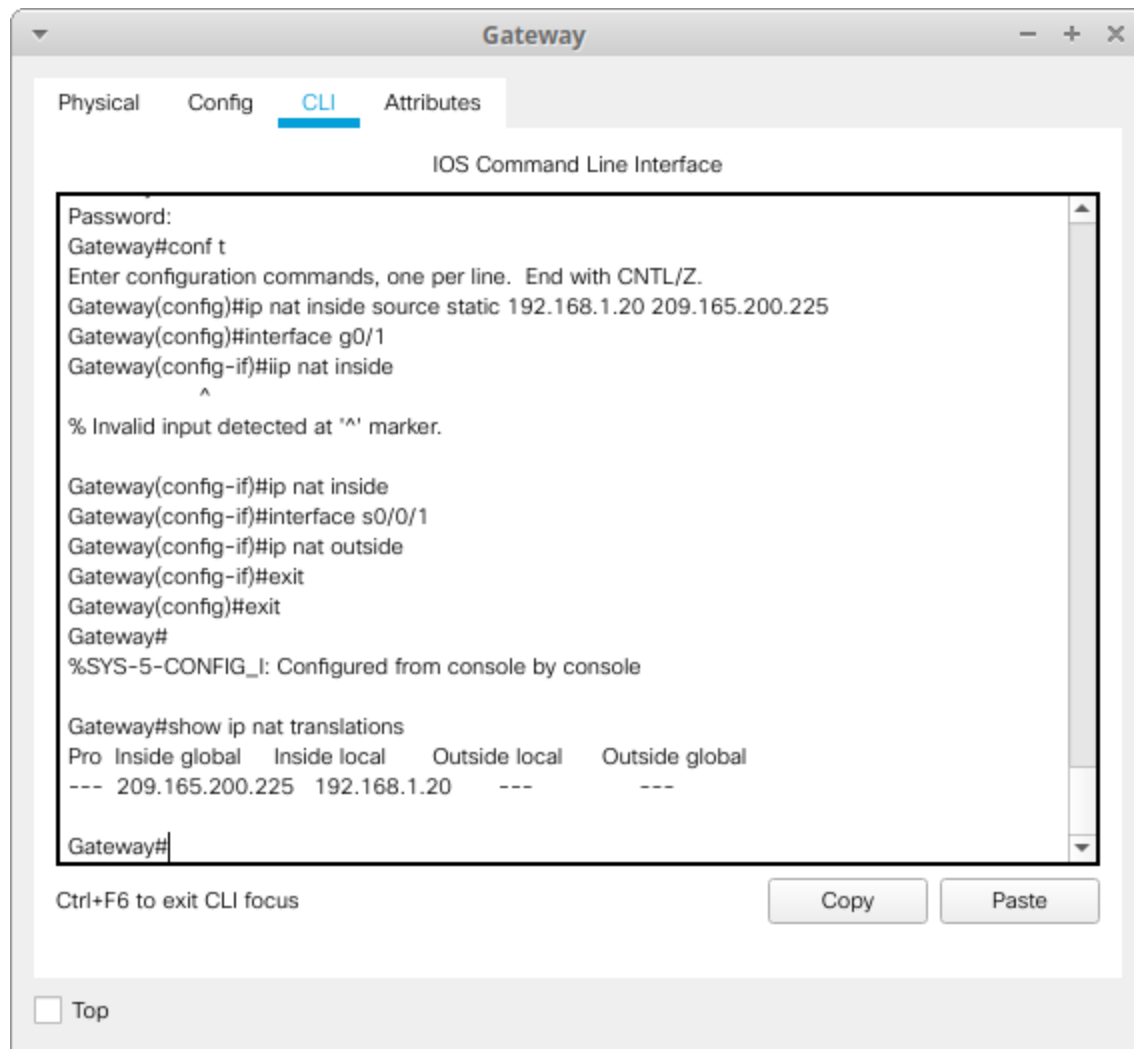 Gateway
Physical Config CLI Attributes
IOS Command Line Interface
Password:
Gateway#conf t
Enter configuration commands, one per line. End with CNTL/Z.
Gateway(config)#ip nat inside source static 192.168.1.20 209.165.200.225
Gateway(config)#interface g0/1
Gateway(config-if)#iip nat inside
^
% Invalid input detected at '^' marker.
Gateway(config-if)#ip nat inside
Gateway(config-if)#interface s0/0/1
Gateway(config-if)#ip nat outside
Gateway(config-if)#exit
Gateway(config)#exit
Gateway#
%SYS-5-CONFIG_I: Configured from console by console
Gateway#show ip nat translations
Pro Inside global Inside local Outside local Outside global
--- 209.165.200.225 192.168.1.20 --- ---
Gateway#
Ctrl+F6 to exit CLI focus Copy Paste
Top